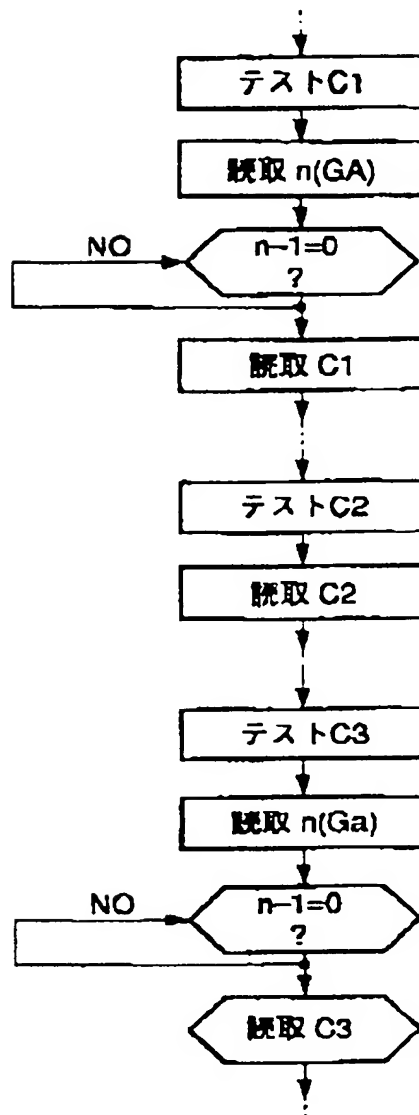 テストC1
読取 n(GA)
NO
n-1=0
?
読取 C1
テストC2
読取 C2
テストC3
読取 n(Ga)
NO
n-1=0
?
読取 C3